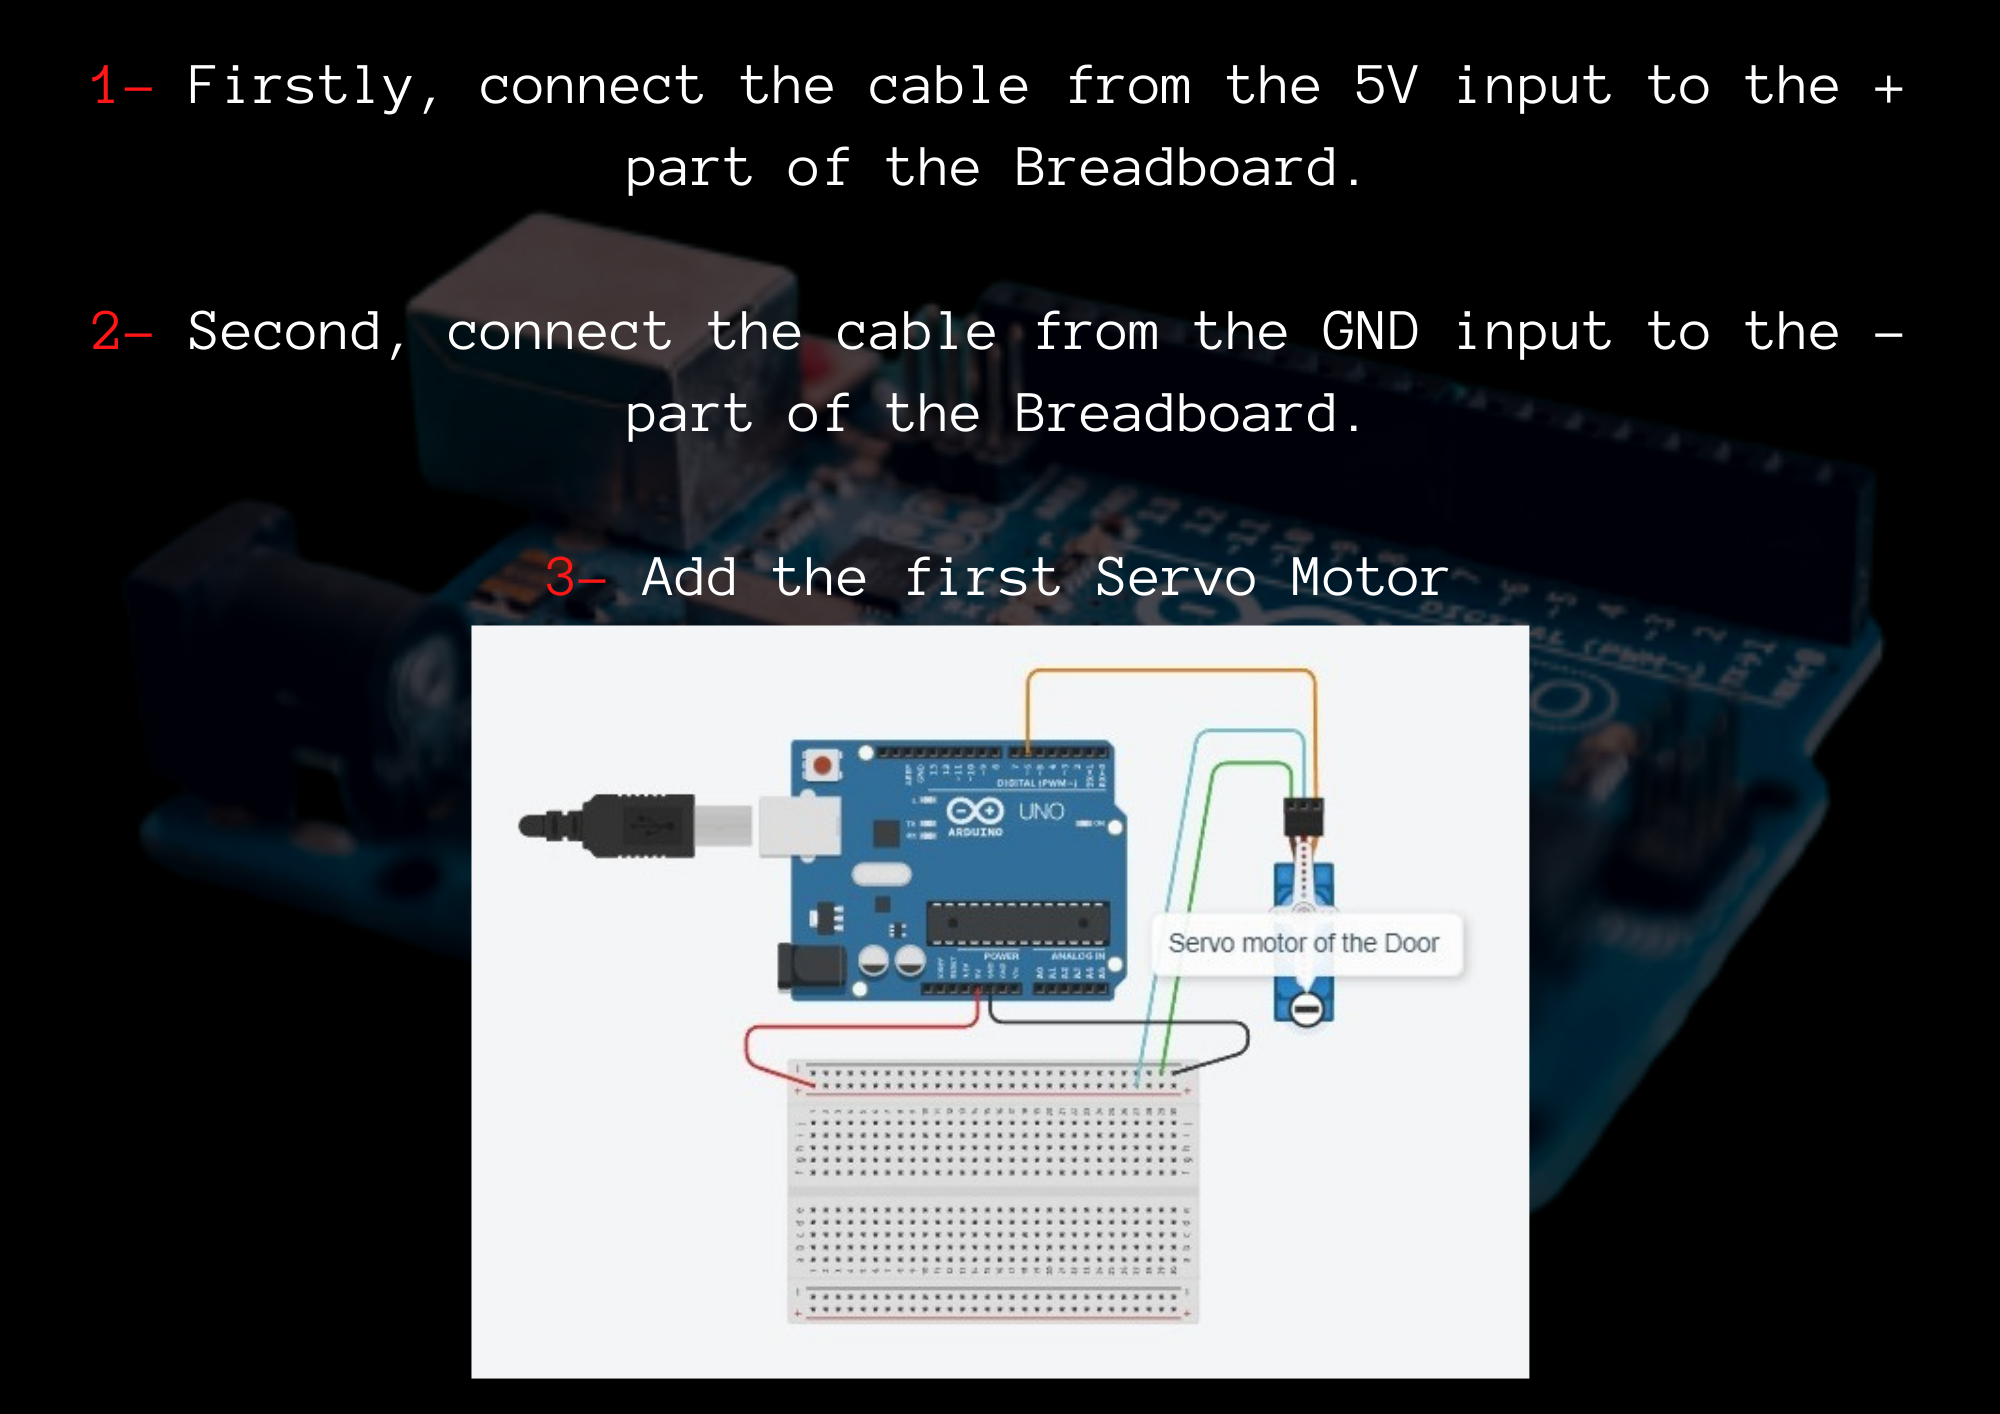 1- Firstly, connect the cable from the 5V input to the +
part of the Breadboard.
2- Second, connect the cable from the GND input to the -
part of the Breadboard.
3- Add the first Servo Motor
DIGITAL (PWM~)
UNO
ARDUINO
Servo motor of the Door
POWER
ANALOG IN